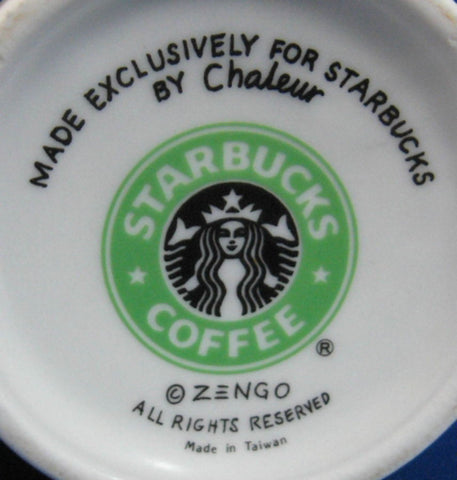 MADE EXCLUSIVELY FOR STARBUCKS
BY Chaleur
STARBUCKS
COFFEE
®
© ZENGO
ALL RIGHTS RESERVED
Made in Taiwan